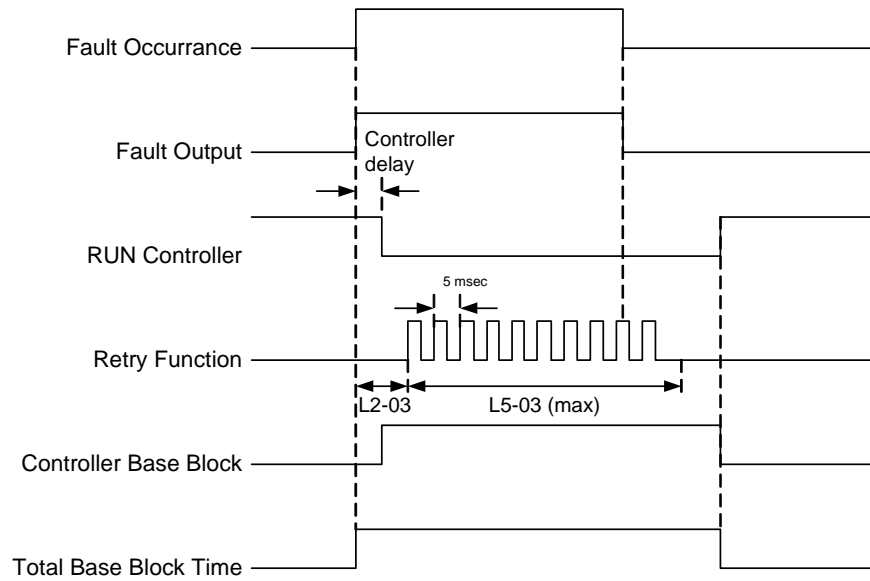 Fault Occurrance
Fault Output
Controller
delay
RUN Controller
5 msec
Retry Function
L2-03
L5-03 (max)
Controller Base Block
Total Base Block Time